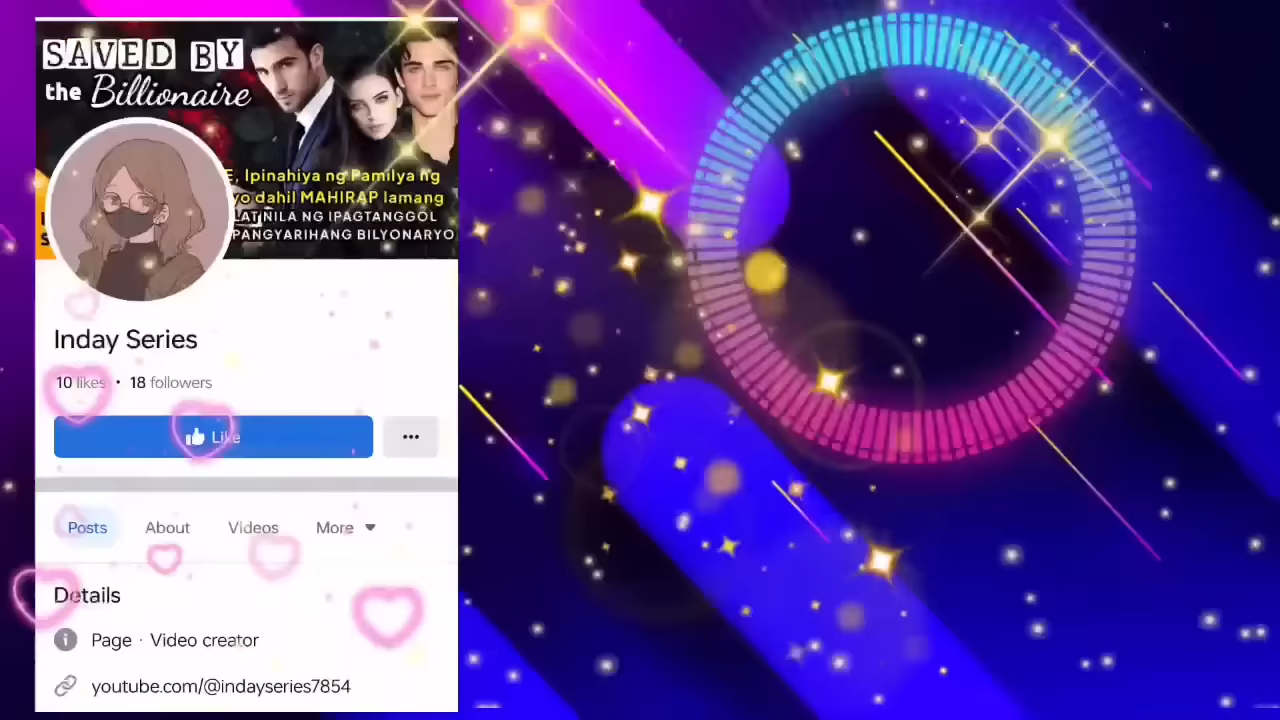 SAVED BY
the Billionaire
E, Ipinahiya ng Pamilya ng
yo dahil MAHIRAP lamang
NILA NG IPAGTANGGOL
PANGYARIHANG BILYONARYO
Inday Series
10 likes • 18 followers
Like
Posts About Videos More
Details
Page · Video creator
youtube.com/@indayseries7854